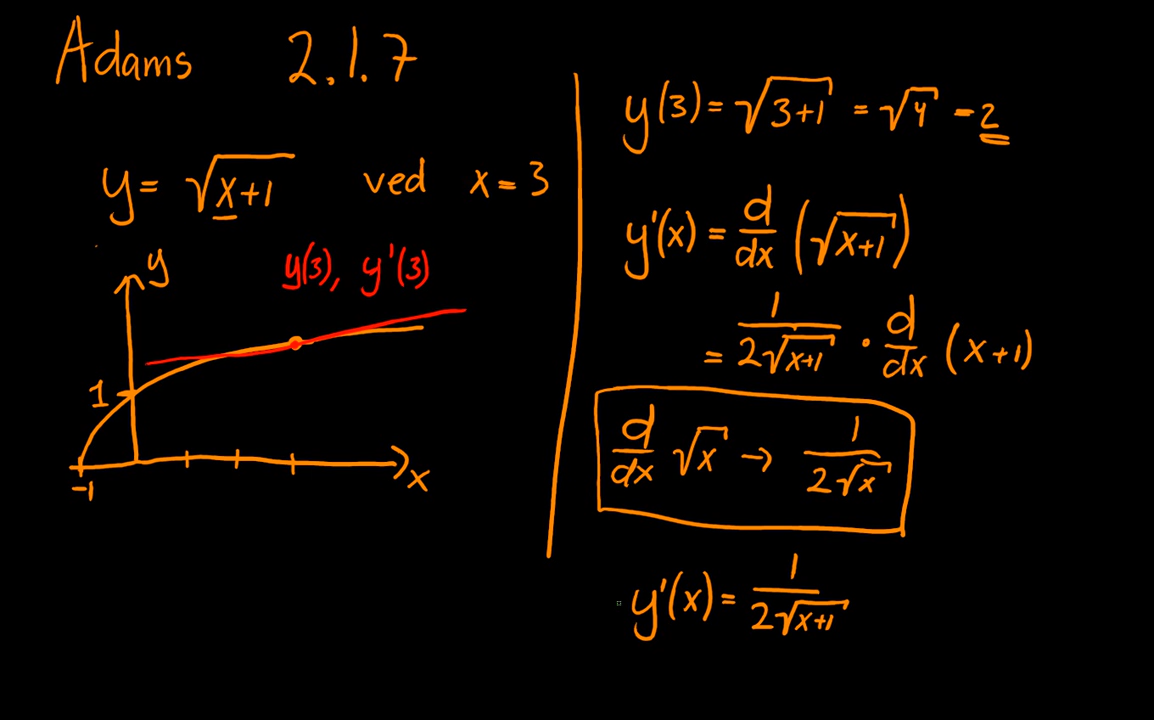 Adams 2.1.7
y = √(x+1) ved x = 3
y(3), y'(3)
y
1
-1
x
y(3) = √(3+1) = √4 = 2
y'(x) = d/dx (√(x+1))
= 1/(2√(x+1)) · d/dx (x+1)
d/dx √x → 1/(2√x)
y'(x) = 1/(2√(x+1))